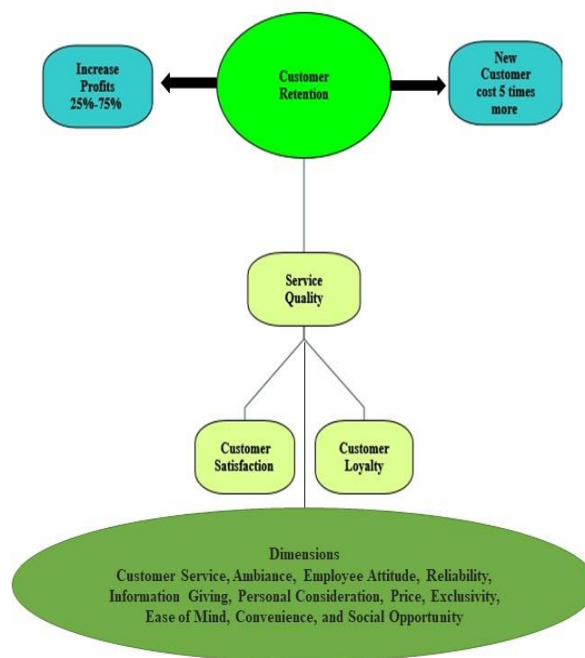 Increase
Profits
25%-75%
Customer
Retention
New
Customer
cost 5 times
more
Service
Quality
Customer
Satisfaction
Customer
Loyalty
Dimensions
Customer Service, Ambiance, Employee Attitude, Reliability,
Information Giving, Personal Consideration, Price, Exclusivity,
Ease of Mind, Convenience, and Social Opportunity